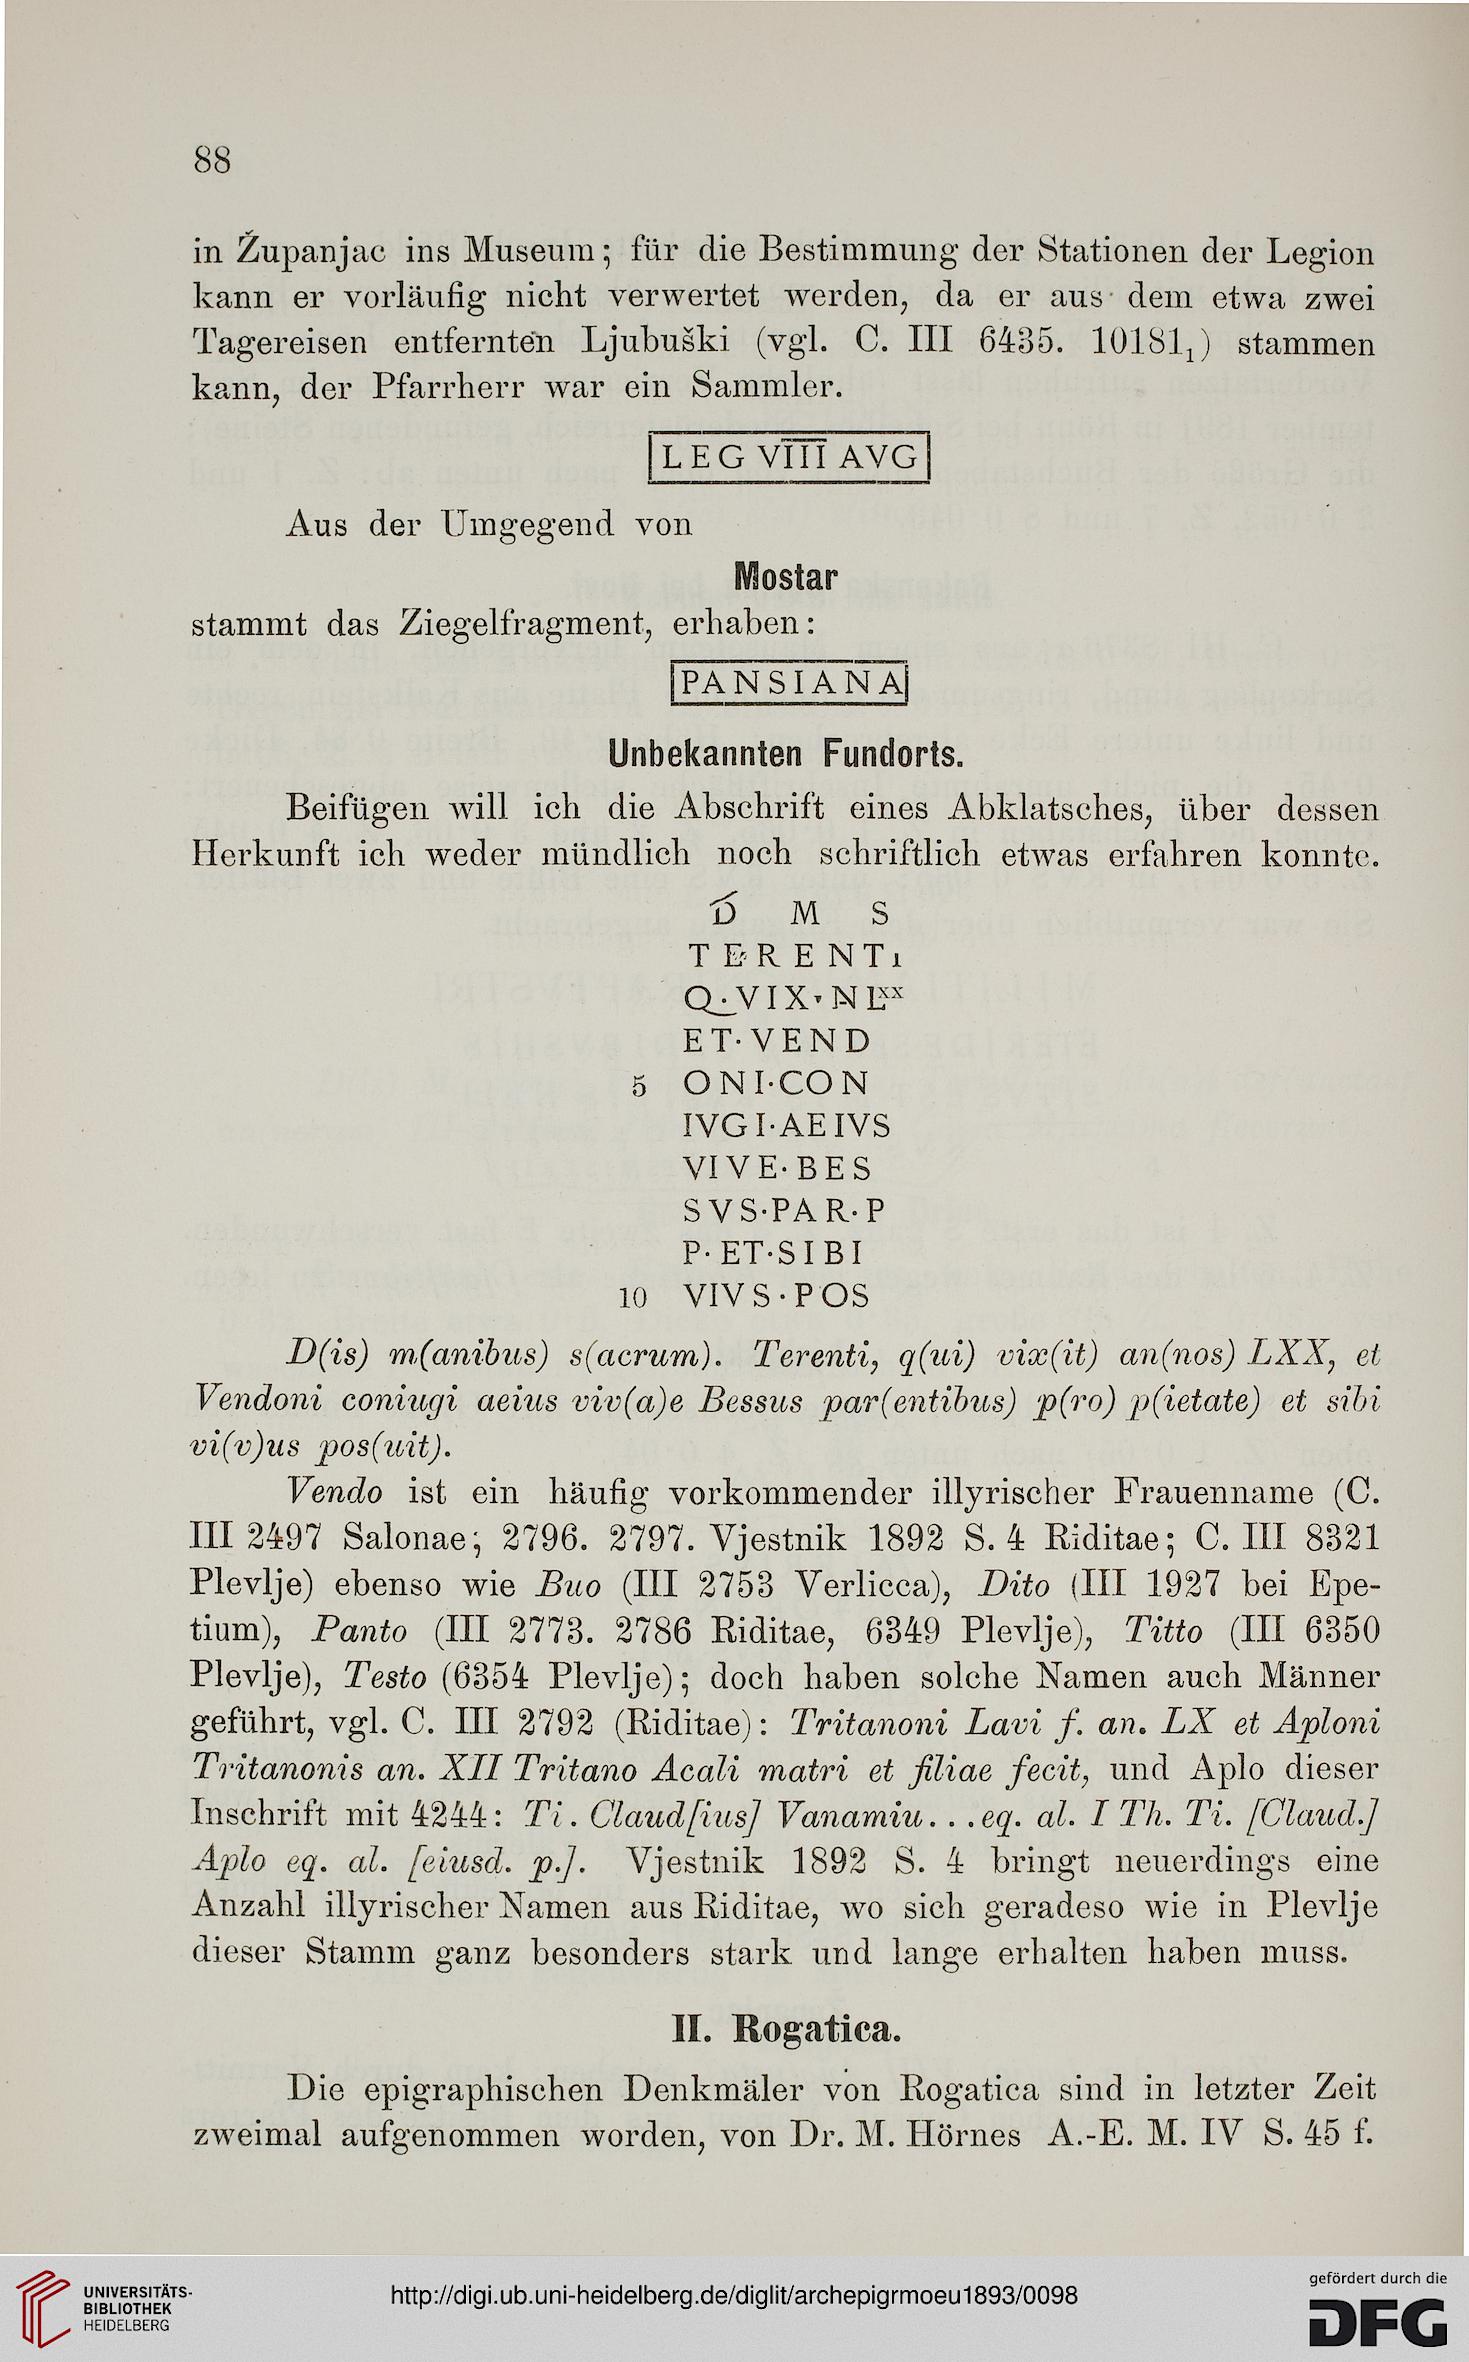 88
in Županjac ins Museum; für die Bestimmung der Stationen der Legion
kann er vorläufig nicht verwertet werden, da er aus dem etwa zwei
Tagereisen entfernten Ljubuški (vgl. C. III 6435. 10181₁) stammen
kann, der Pfarrherr war ein Sammler.
LEG VIII AVG
Aus der Umgegend von
Mostar
stammt das Ziegelfragment, erhaben:
PANSIANA
Unbekannten Fundorts.
Beifügen will ich die Abschrift eines Abklatsches, über dessen
Herkunft ich weder mündlich noch schriftlich etwas erfahren konnte.
D M S
TERENTI
Q·VIX·N Lxx
ET·VEND
5 ONI·CON
IVGI·AEIVS
VIVE·BES
SVS·PAR·P
P·ET·SIBI
10 VIVS·POS
D(is) m(anibus) s(acrum). Terenti, q(ui) vix(it) an(nos) LXX, et
Vendoni coniugi aeius viv(a)e Bessus par(entibus) p(ro) p(ietate) et sibi
vi(v)us pos(uit).
Vendo ist ein häufig vorkommender illyrischer Frauenname (C.
III 2497 Salonae; 2796. 2797. Vjestnik 1892 S. 4 Riditae; C. III 8321
Plevlje) ebenso wie Buo (III 2753 Verlicca), Dito (III 1927 bei Epe-
tium), Panto (III 2773. 2786 Riditae, 6349 Plevlje), Titto (III 6350
Plevlje), Testo (6354 Plevlje); doch haben solche Namen auch Männer
geführt, vgl. C. III 2792 (Riditae): Tritanoni Lavi f. an. LX et Aploni
Tritanonis an. XII Tritano Acali matri et filiae fecit, und Aplo dieser
Inschrift mit 4244: Ti. Claud[ius] Vanamiu...eq. al. I Th. Ti. [Claud.]
Aplo eq. al. [eiusd. p.]. Vjestnik 1892 S. 4 bringt neuerdings eine
Anzahl illyrischer Namen aus Riditae, wo sich geradeso wie in Plevlje
dieser Stamm ganz besonders stark und lange erhalten haben muss.
II. Rogatica.
Die epigraphischen Denkmäler von Rogatica sind in letzter Zeit
zweimal aufgenommen worden, von Dr. M. Hörnes A.-E. M. IV S. 45 f.
UNIVERSITÄTS-
BIBLIOTHEK
HEIDELBERG
http://digi.ub.uni-heidelberg.de/diglit/archepigrmoeu1893/0098
gefördert durch die
DFG